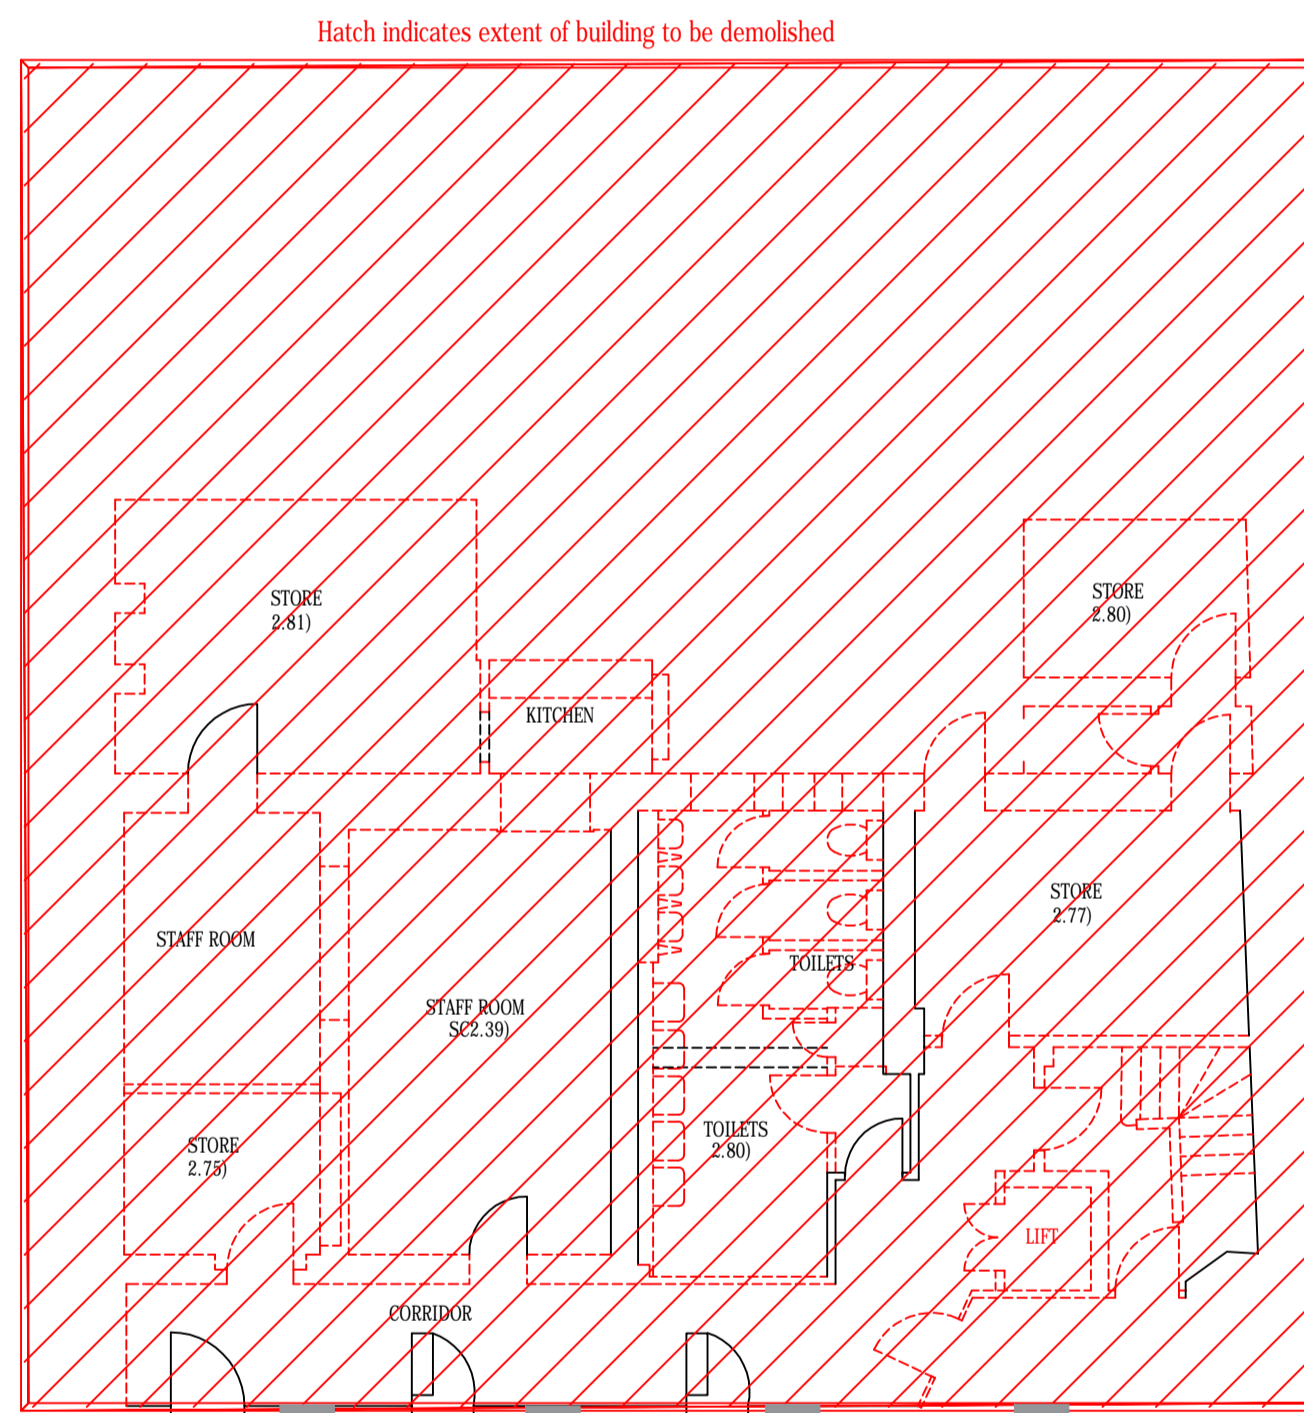 Hatch indicates extent of building to be demolished
STORE
2.81)
STORE
2.80)
KITCHEN
STORE
2.77)
STAFF ROOM
TOILETS
STAFF ROOM
SC2.39)
TOILETS
2.80)
STORE
2.75)
LIFT
CORRIDOR